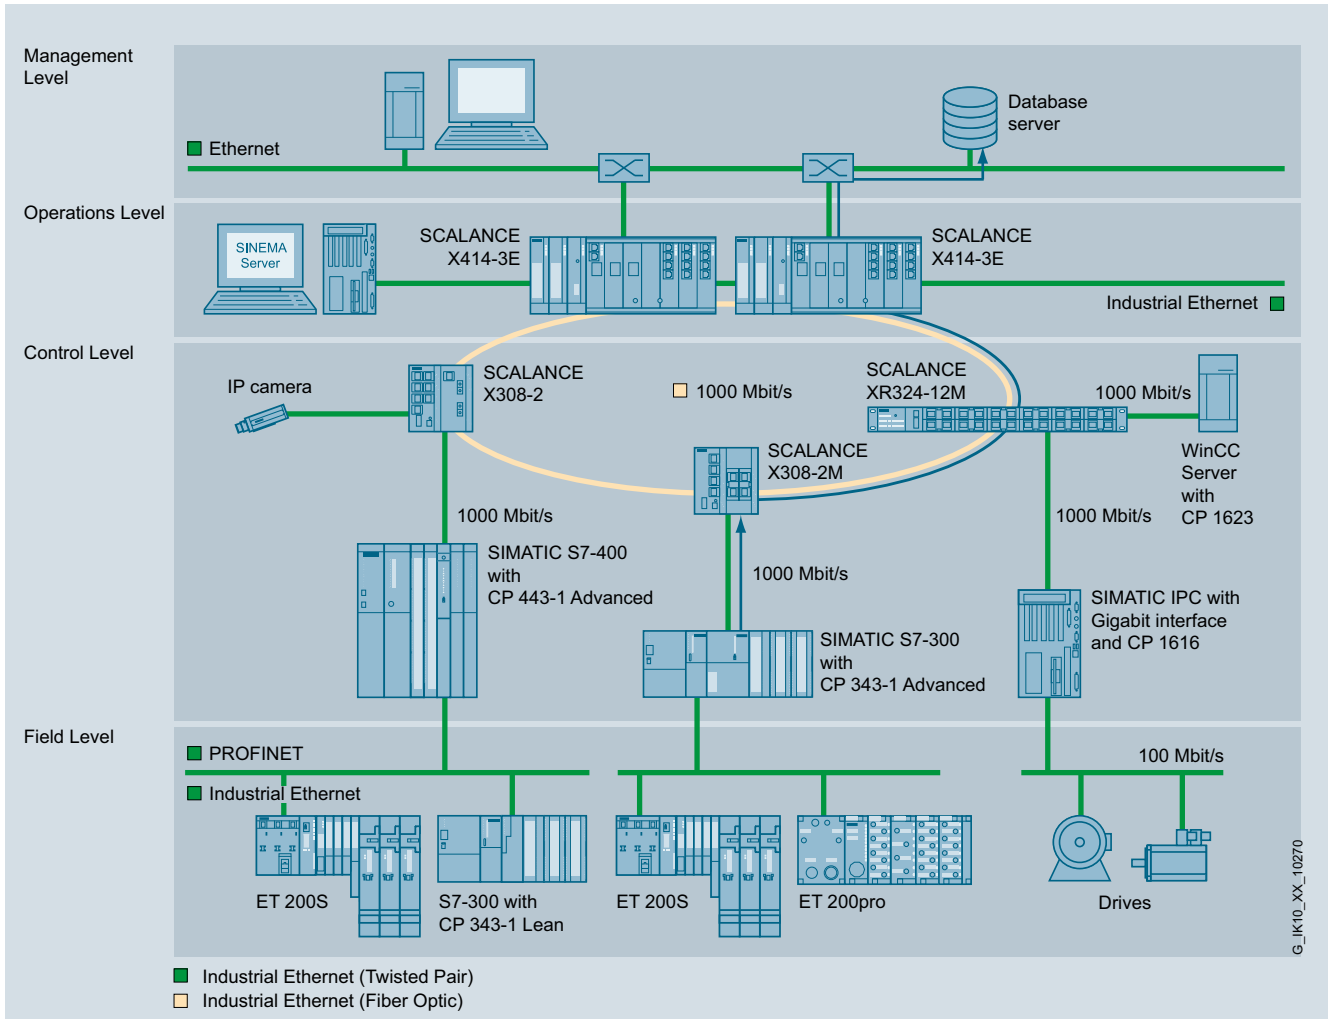 Management
Level
Database
server
Ethernet
Operations Level
SINEMA
Server
SCALANCE
X414-3E
SCALANCE
X414-3E
Industrial Ethernet
Control Level
IP camera
SCALANCE
X308-2
1000 Mbit/s
SCALANCE
XR324-12M
1000 Mbit/s
WinCC
Server
with
CP 1623
SCALANCE
X308-2M
1000 Mbit/s
1000 Mbit/s
1000 Mbit/s
SIMATIC S7-400
with
CP 443-1 Advanced
SIMATIC S7-300
with
CP 343-1 Advanced
SIMATIC IPC with
Gigabit interface
and CP 1616
Field Level
PROFINET
Industrial Ethernet
100 Mbit/s
ET 200S
S7-300 with
CP 343-1 Lean
ET 200S
ET 200pro
Drives
G_IK10_XX_10270
Industrial Ethernet (Twisted Pair)
Industrial Ethernet (Fiber Optic)